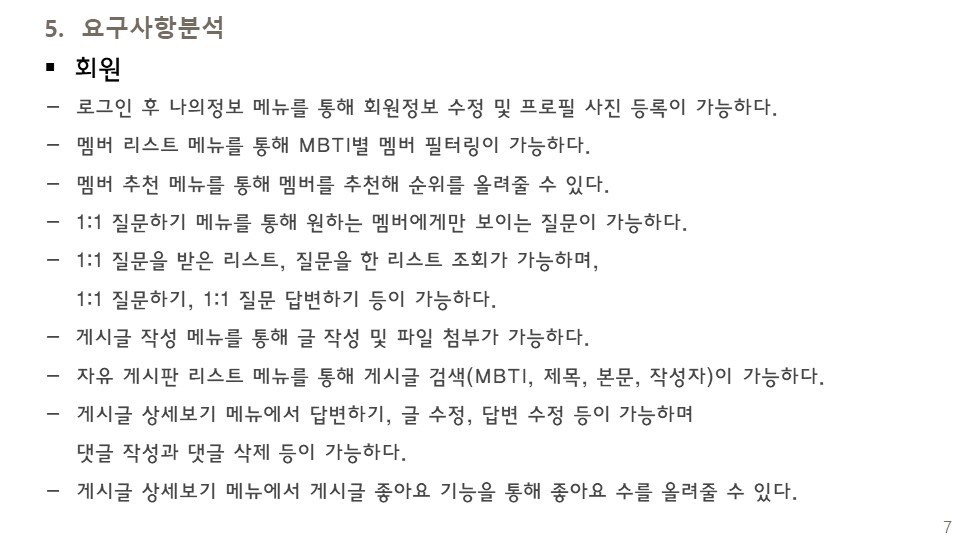 5. 요구사항분석
▪ 회원
– 로그인 후 나의정보 메뉴를 통해 회원정보 수정 및 프로필 사진 등록이 가능하다.
– 멤버 리스트 메뉴를 통해 MBTI별 멤버 필터링이 가능하다.
– 멤버 추천 메뉴를 통해 멤버를 추천해 순위를 올려줄 수 있다.
– 1:1 질문하기 메뉴를 통해 원하는 멤버에게만 보이는 질문이 가능하다.
– 1:1 질문을 받은 리스트, 질문을 한 리스트 조회가 가능하며,
1:1 질문하기, 1:1 질문 답변하기 등이 가능하다.
– 게시글 작성 메뉴를 통해 글 작성 및 파일 첨부가 가능하다.
– 자유 게시판 리스트 메뉴를 통해 게시글 검색(MBTI, 제목, 본문, 작성자)이 가능하다.
– 게시글 상세보기 메뉴에서 답변하기, 글 수정, 답변 수정 등이 가능하며
댓글 작성과 댓글 삭제 등이 가능하다.
– 게시글 상세보기 메뉴에서 게시글 좋아요 기능을 통해 좋아요 수를 올려줄 수 있다.
7